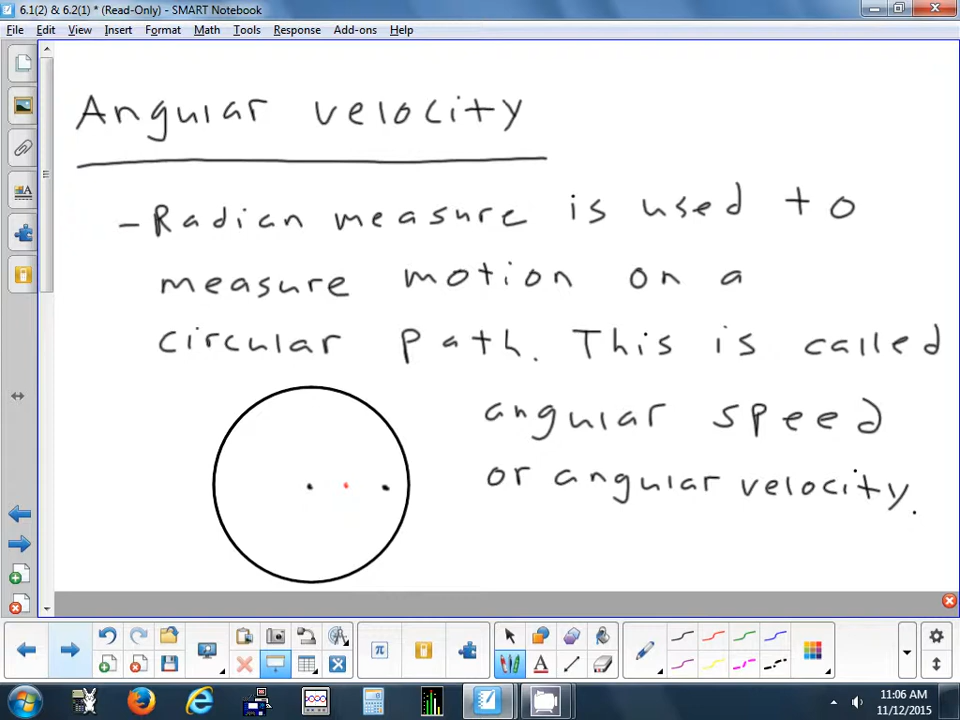 6.1(2) & 6.2(1) * (Read-Only) - SMART Notebook
File Edit View Insert Format Math Tools Response Add-ons Help
Angular velocity
- Radian measure is used to
measure motion on a
circular path. This is called
angular speed
or angular velocity.
11:06 AM
11/12/2015